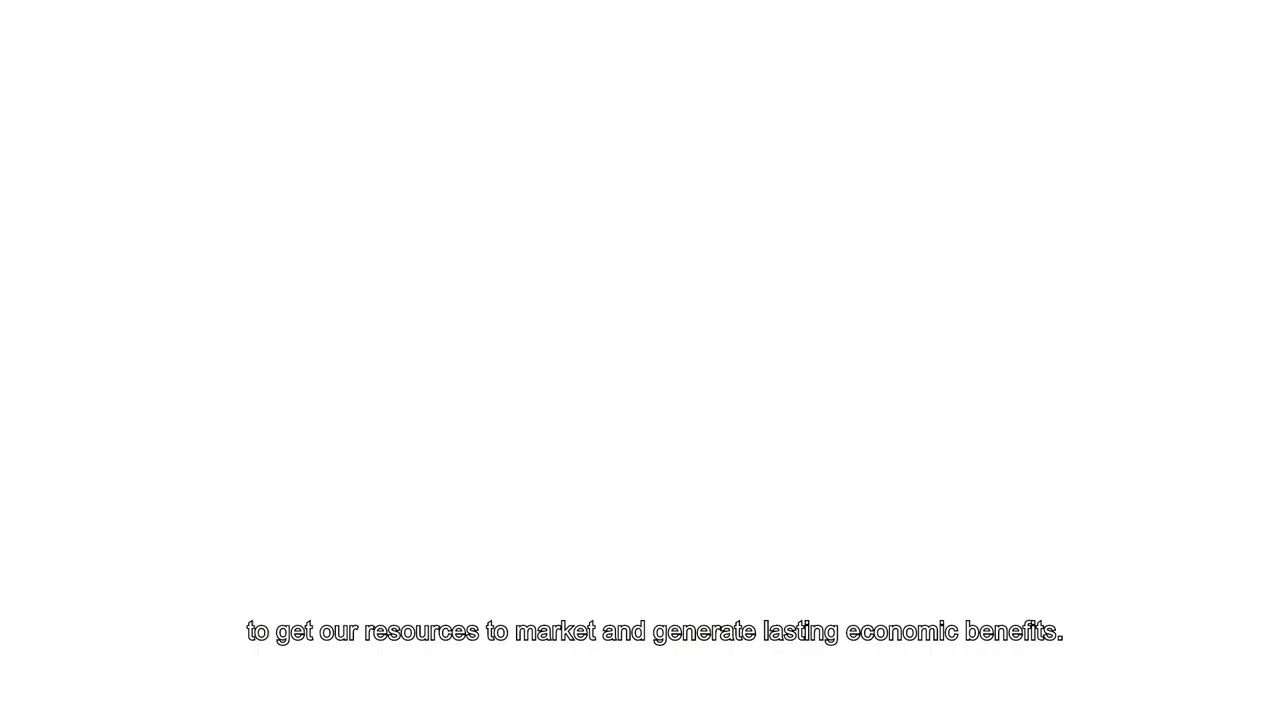 to get our resources to market and generate lasting economic benefits.